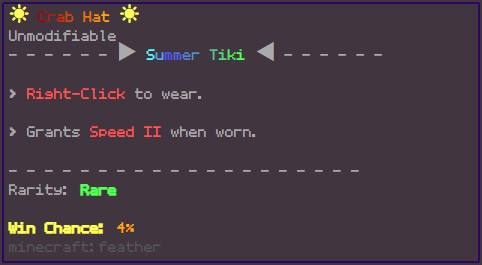 ☀ Crab Hat ☀
Unmodifiable
- - - - - - ▶ Summer Tiki ◀ - - - - - -
> Right-Click to wear.
> Grants Speed II when worn.
- - - - - - - - - - - - - - - - - - - - -
Rarity: Rare
Win Chance: 4%
minecraft:feather